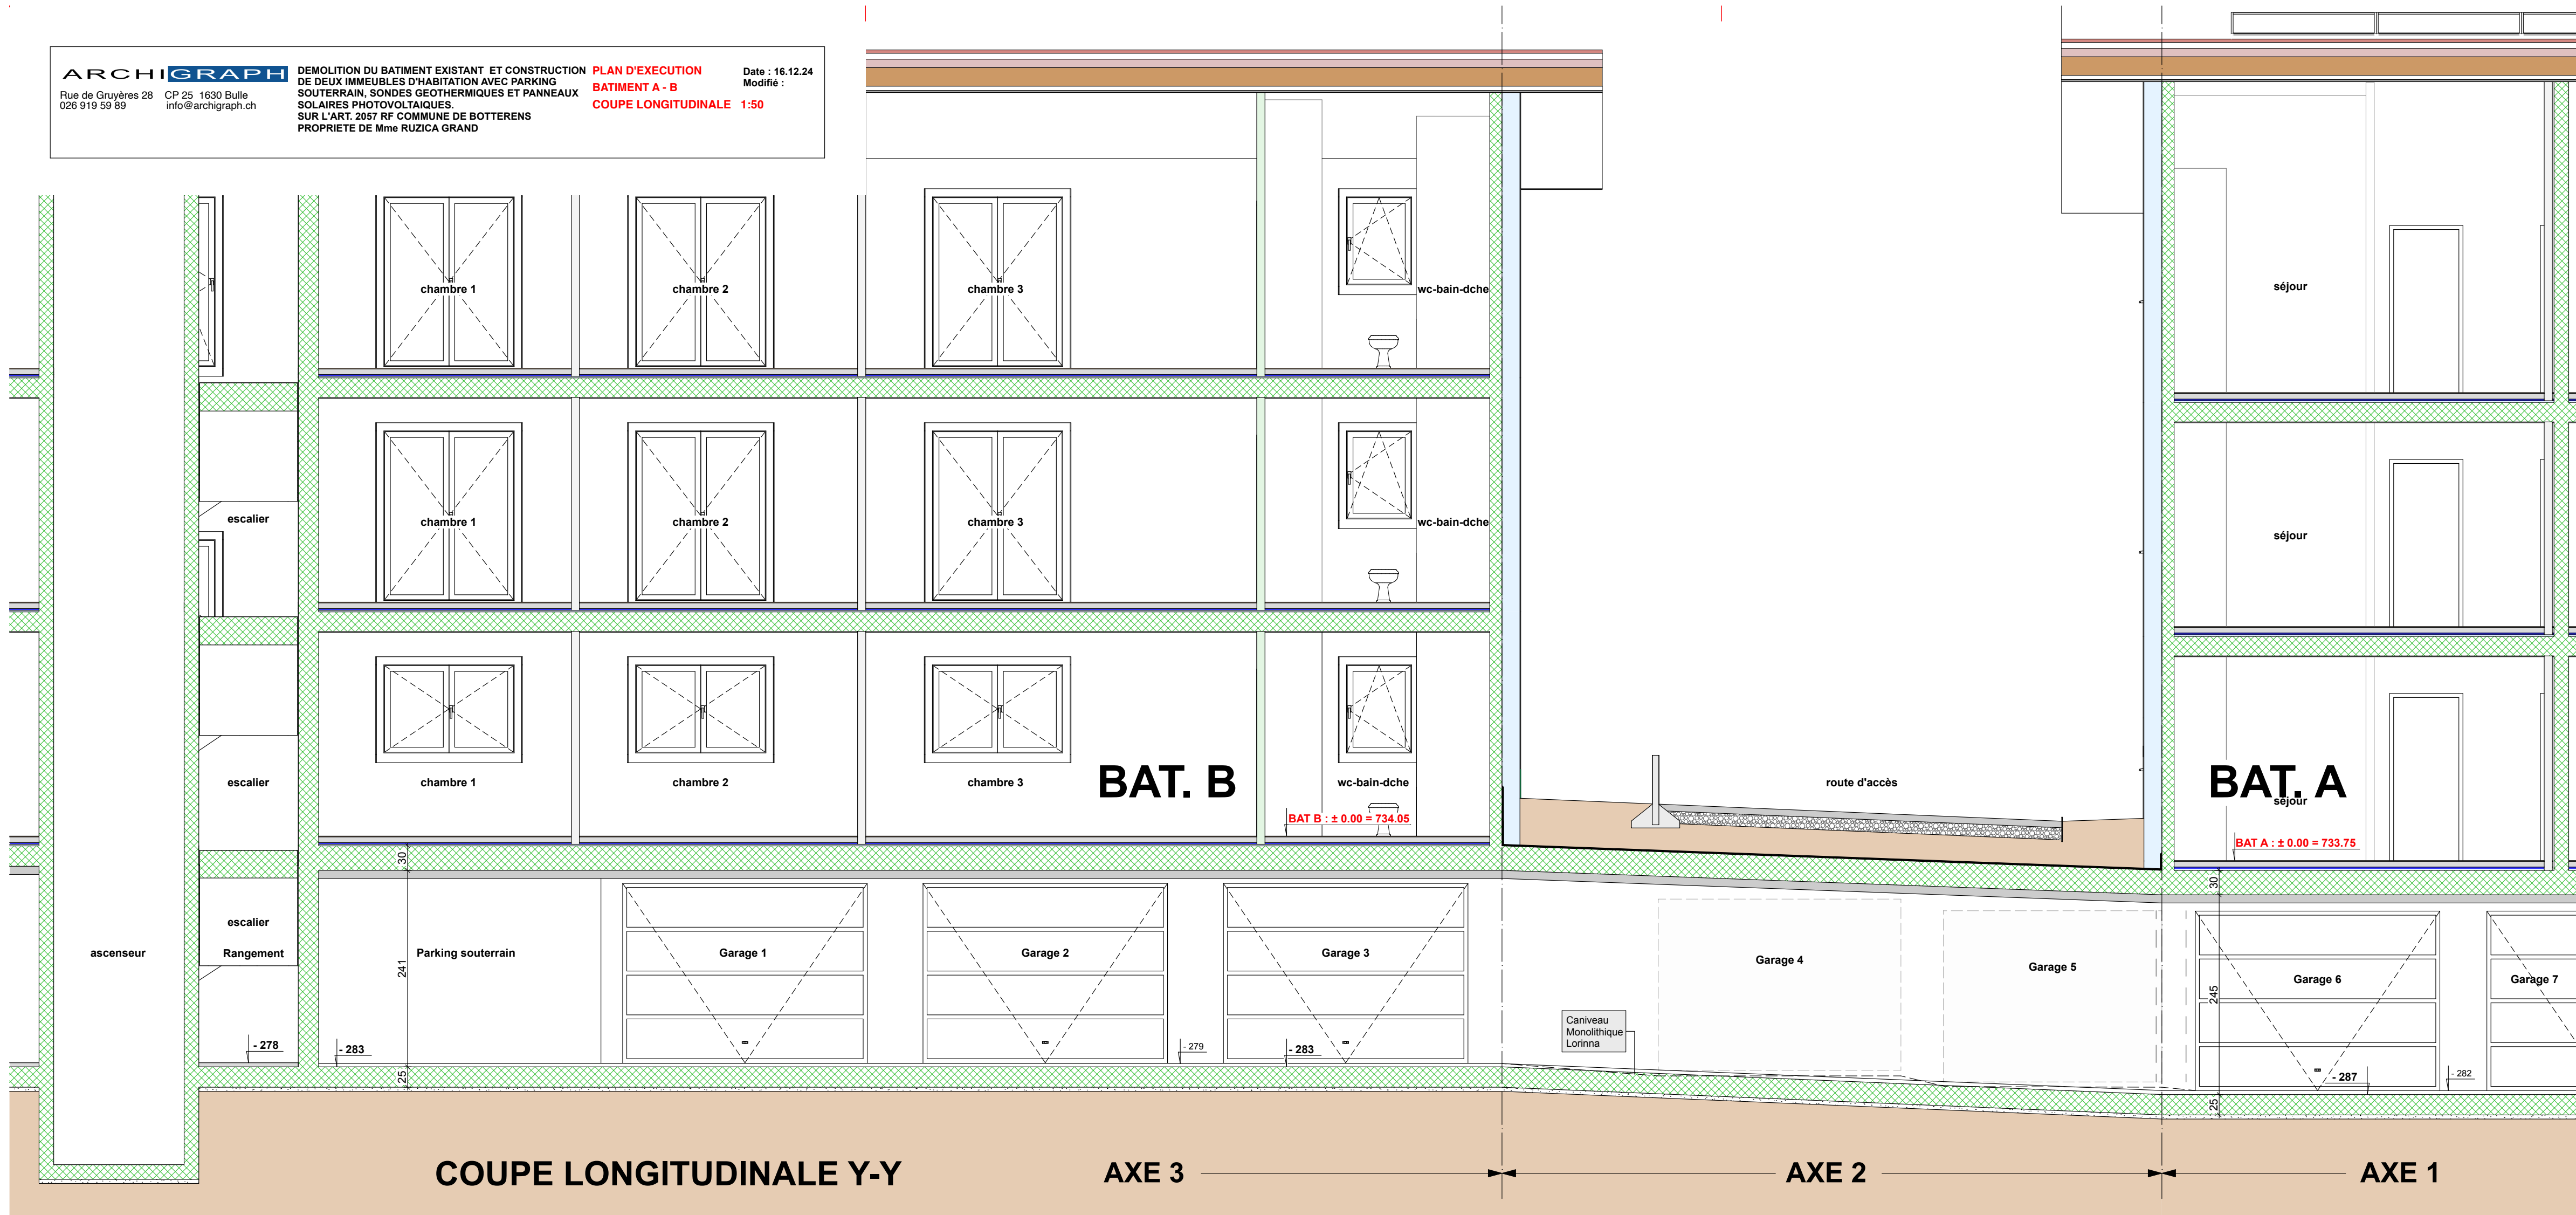 ARCHIGRAPH
Rue de Gruyères 28 CP 25 1630 Bulle
026 919 59 89 info@archigraph.ch
DEMOLITION DU BATIMENT EXISTANT ET CONSTRUCTION
DE DEUX IMMEUBLES D'HABITATION AVEC PARKING
SOUTERRAIN, SONDES GEOTHERMIQUES ET PANNEAUX
SOLAIRES PHOTOVOLTAIQUES.
SUR L'ART. 2057 RF COMMUNE DE BOTTERENS
PROPRIETE DE Mme RUZICA GRAND
PLAN D'EXECUTION
BATIMENT A - B
COUPE LONGITUDINALE 1:50
Date : 16.12.24
Modifié :
chambre 1
chambre 2
chambre 3
wc-bain-dche
séjour
escalier
chambre 1
chambre 2
chambre 3
wc-bain-dche
séjour
escalier
chambre 1
chambre 2
chambre 3
BAT. B
wc-bain-dche
route d'accès
BAT. A
séjour
BAT B : ± 0.00 = 734.05
BAT A : ± 0.00 = 733.75
30
30
escalier
ascenseur
Rangement
Parking souterrain
241
Garage 1
Garage 2
Garage 3
Garage 4
Garage 5
Garage 6
Garage 7
245
Caniveau
Monolithique
Lorinna
- 278
- 283
- 279
- 283
- 287
- 282
25
25
COUPE LONGITUDINALE Y-Y
AXE 3
AXE 2
AXE 1